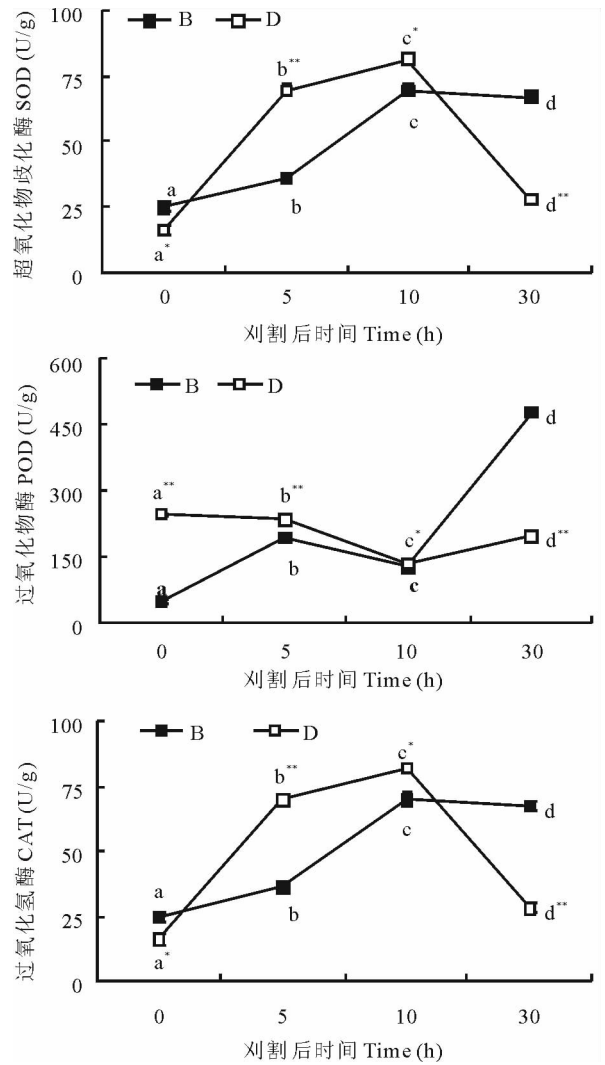 B D
超氧化物歧化酶 SOD (U/g)
100
75
50
25
0
a
a*
b**
b
c*
c
d
d**
0 5 10 30
刈割后时间 Time (h)
B D
过氧化物酶 POD (U/g)
600
450
300
150
0
a**
a
b**
b
c*
c
d
d**
0 5 10 30
刈割后时间 Time (h)
B D
过氧化氢酶 CAT (U/g)
100
75
50
25
0
a
a*
b**
b
c*
c
d
d**
0 5 10 30
刈割后时间 Time (h)